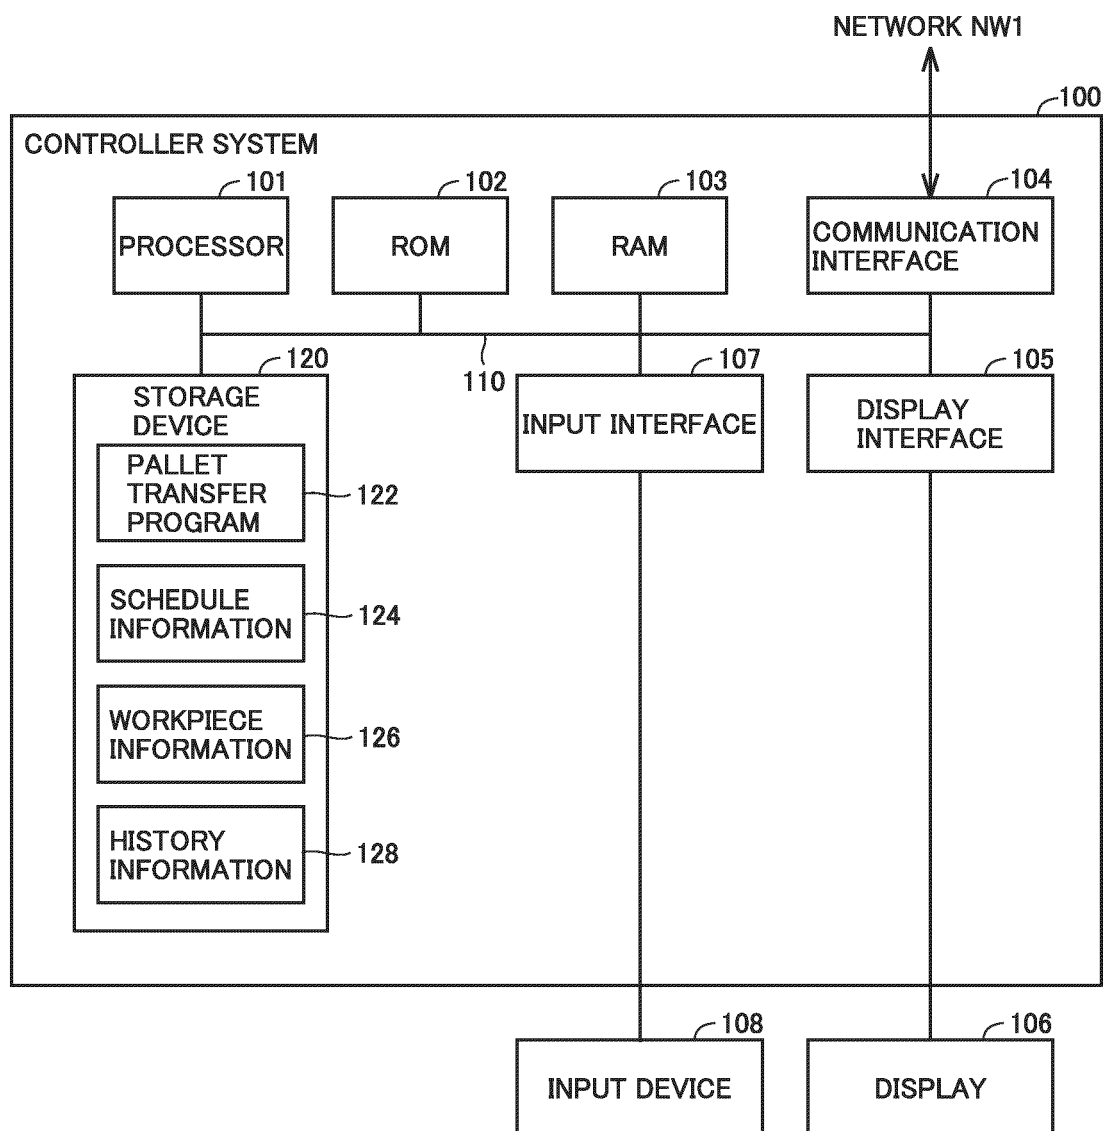 NETWORK NW1
100
CONTROLLER SYSTEM
101
102
103
104
PROCESSOR
ROM
RAM
COMMUNICATION
INTERFACE
120
110
107
105
STORAGE
DEVICE
INPUT INTERFACE
DISPLAY
INTERFACE
PALLET
TRANSFER
PROGRAM
122
SCHEDULE
INFORMATION
124
WORKPIECE
INFORMATION
126
HISTORY
INFORMATION
128
108
106
INPUT DEVICE
DISPLAY